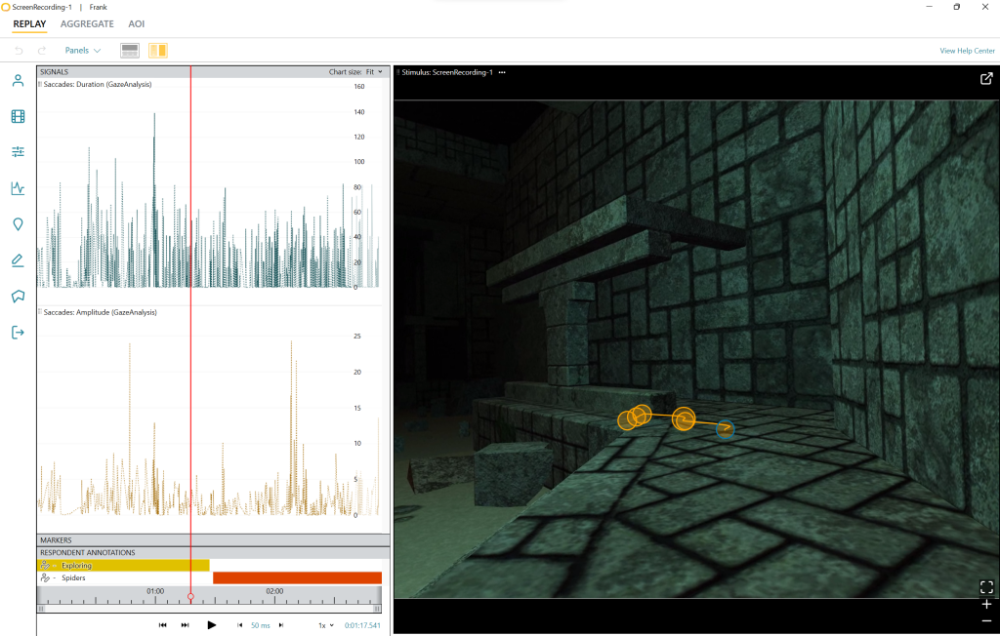 ScreenRecording-1 | Frank
REPLAY AGGREGATE AOI
Panels
View Help Center
SIGNALS
Chart size: Fit
Saccades: Duration (GazeAnalysis)
160
140
120
100
80
60
40
20
0
Saccades: Amplitude (GazeAnalysis)
25
20
15
10
5
0
MARKERS
RESPONDENT ANNOTATIONS
Exploring
Spiders
01:00 02:00
50 ms
1x
0:01:17.541
Stimulus: ScreenRecording-1 •••